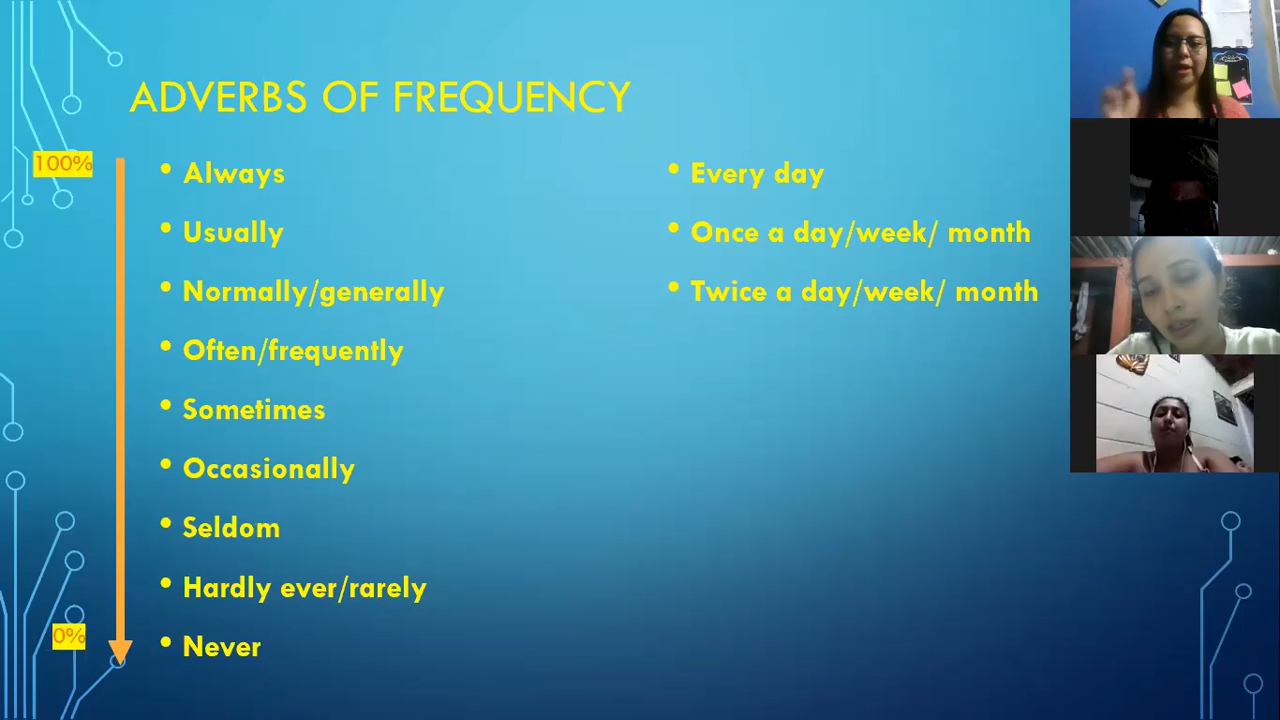 ADVERBS OF FREQUENCY
100%
• Always
• Usually
• Normally/generally
• Often/frequently
• Sometimes
• Occasionally
• Seldom
• Hardly ever/rarely
• Never
0%
• Every day
• Once a day/week/ month
• Twice a day/week/ month